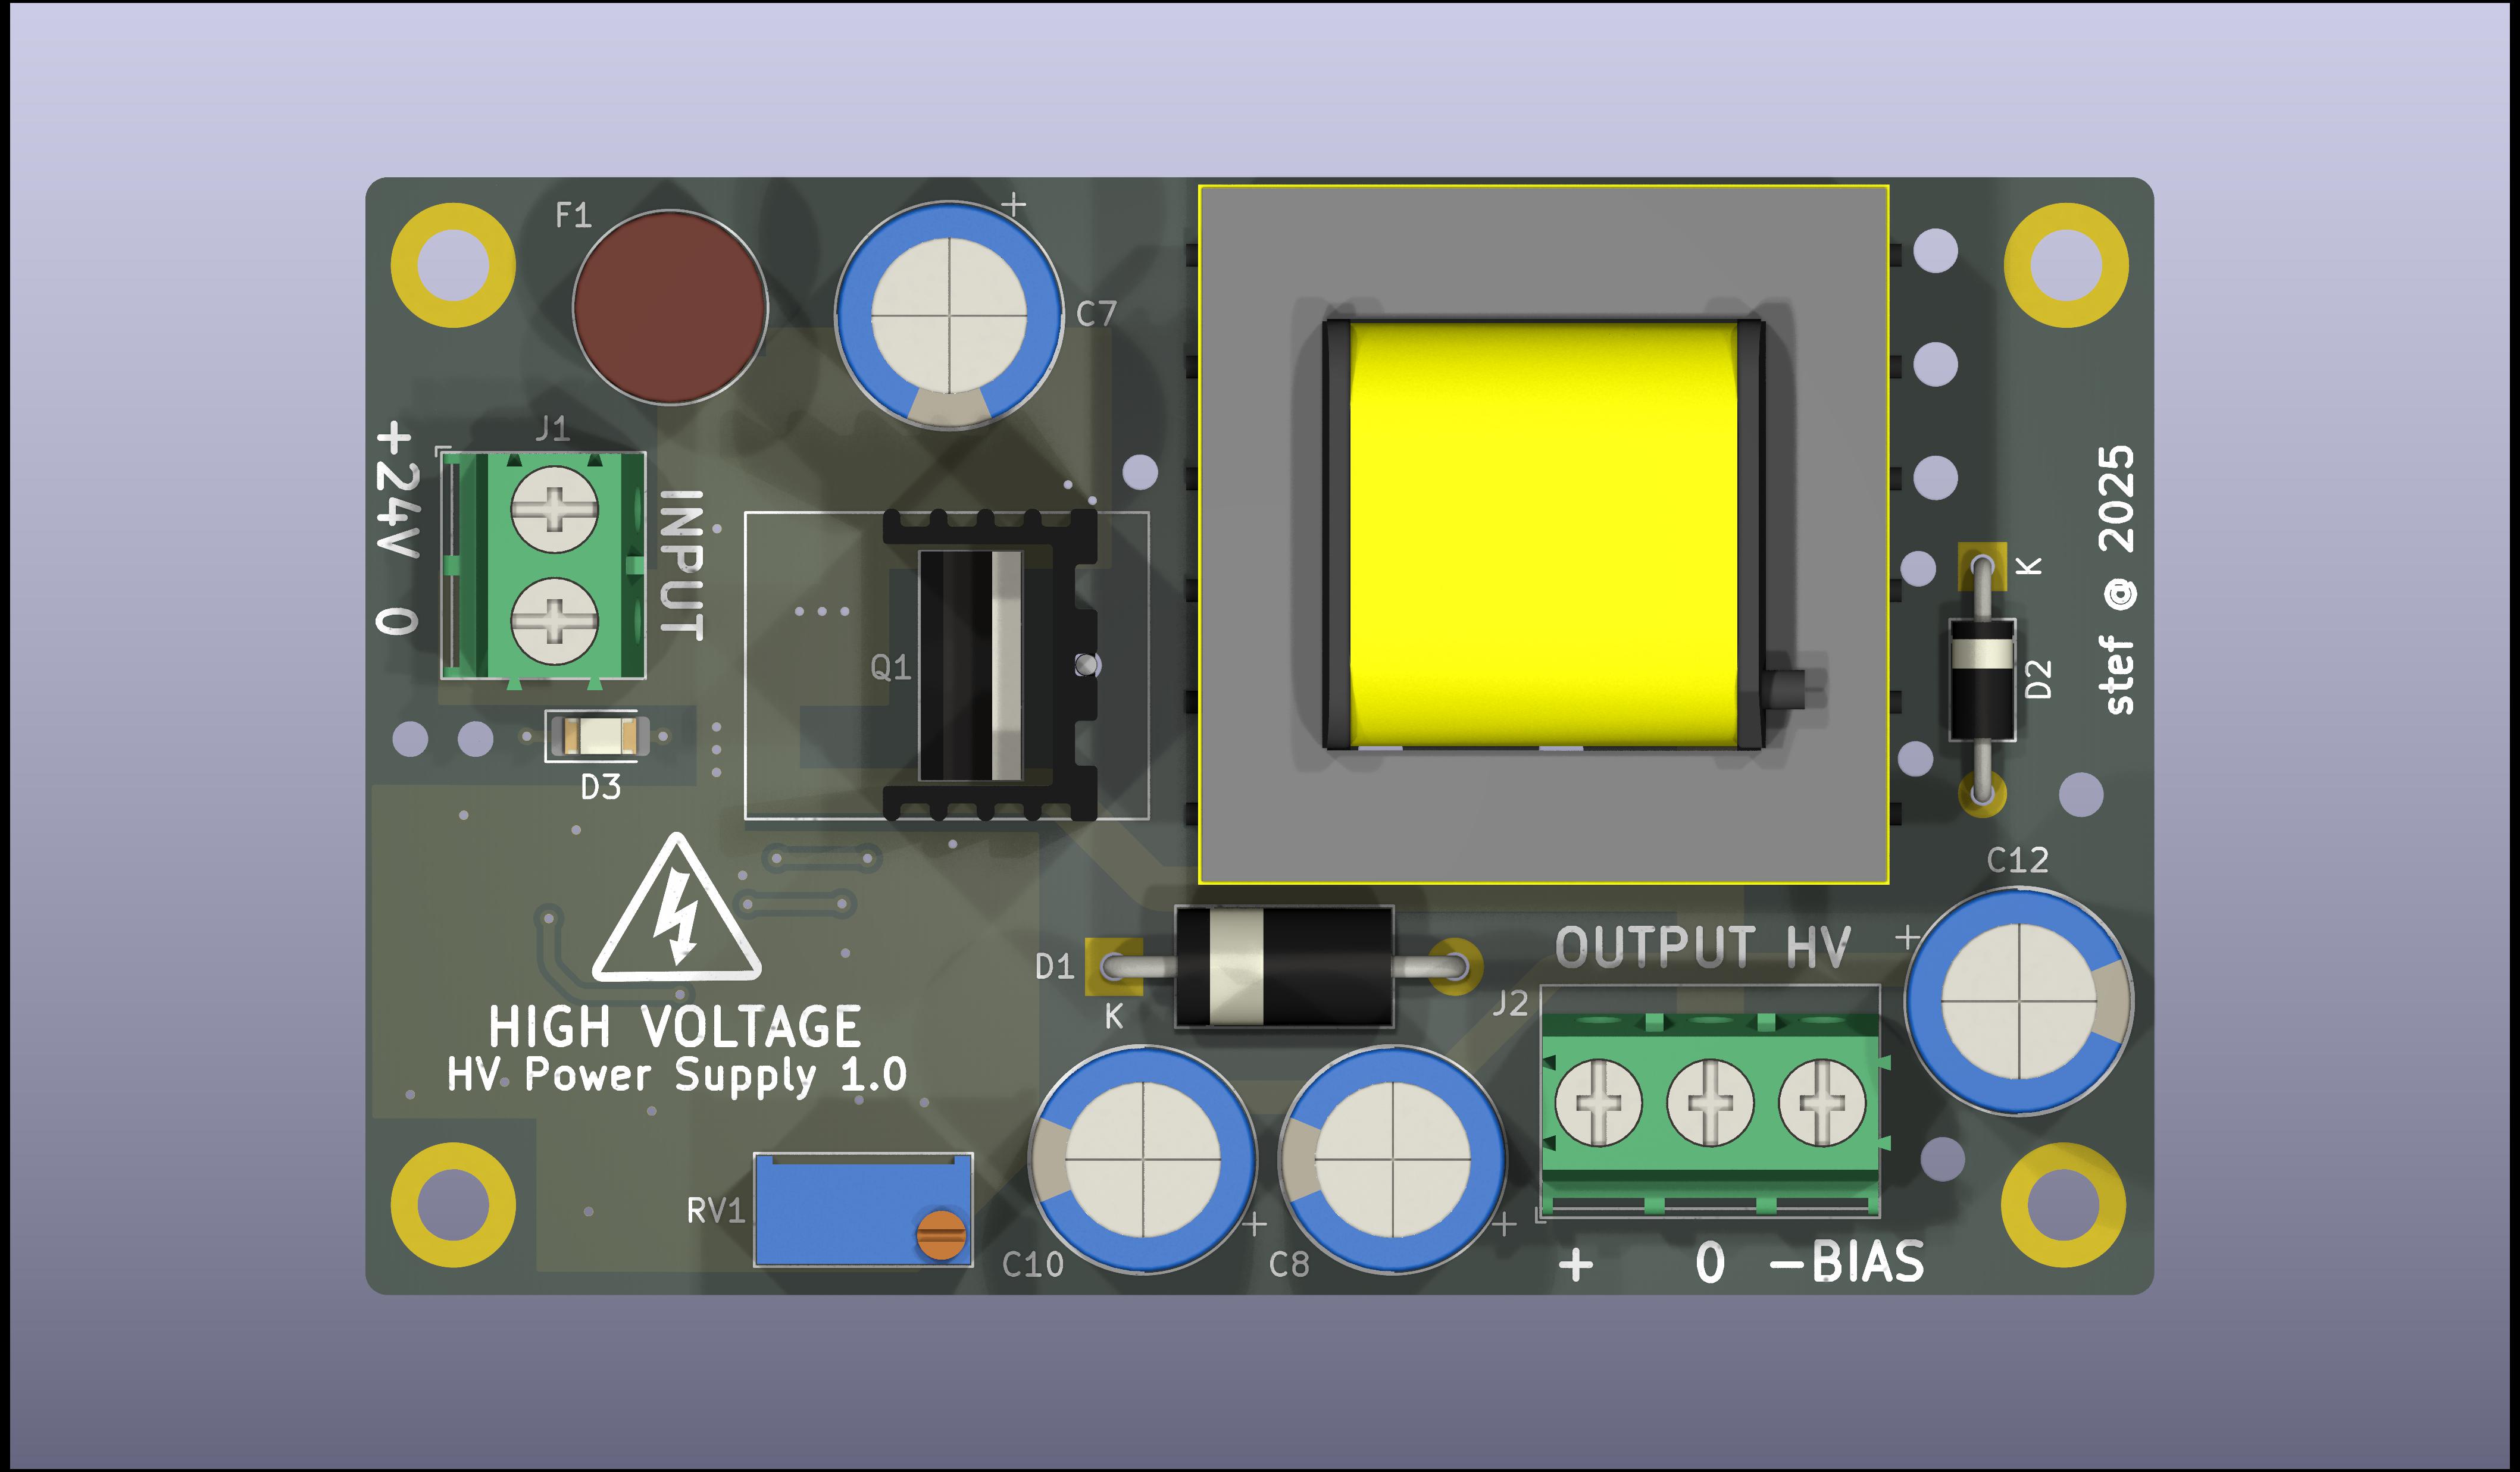 F1
+
C7
J1
+24V
0
INPUT
Q1
D3
K
D2
stef @ 2025
C12
+
HIGH VOLTAGE
HV Power Supply 1.0
D1
K
OUTPUT HV
J2
RV1
C10
+
C8
+
+ 0 -BIAS